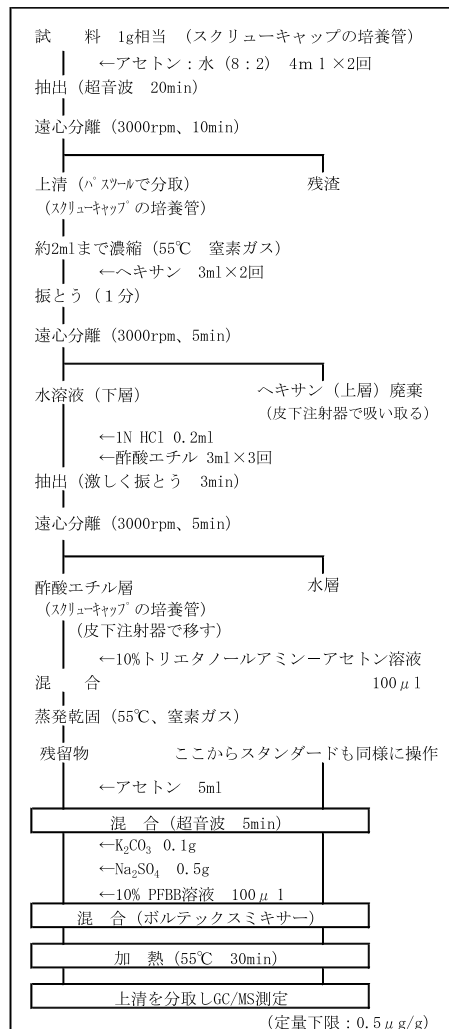 試　料　1g相当　(スクリューキャップの培養管)
←アセトン：水（8：2）　4ｍｌ×2回
抽出(超音波　20min)
遠心分離(3000rpm、10min)
上清(ﾊﾟｽﾂｰﾙで分取)　残渣
(ｽｸﾘｭｰｷｬｯﾌﾟの培養管)
約2mlまで濃縮(55℃　窒素ガス)
←ヘキサン　3ml×2回
振とう(１分)
遠心分離(3000rpm、5min)
水溶液(下層)　ヘキサン(上層)廃棄
(皮下注射器で吸い取る)
←1N HCl 0.2ml
←酢酸エチル 3ml×3回
抽出(激しく振とう　3min)
遠心分離(3000rpm、5min)
酢酸エチル層　水層
(ｽｸﾘｭｰｷｬｯﾌﾟの培養管)
(皮下注射器で移す)
←10%トリエタノールアミン－アセトン溶液
混　　合　100μl
蒸発乾固(55℃、窒素ガス)
残留物　ここからスタンダードも同様に操作
←アセトン　5ml
混　合(超音波　5min)
←K₂CO₃ 0.1g
←Na₂SO₄　0.5g
←10% PFBB溶液　100μl
混　合(ボルテックスミキサー)
加　熱(55℃　30min)
上清を分取しGC/MS測定
(定量下限：0.5μg/g)